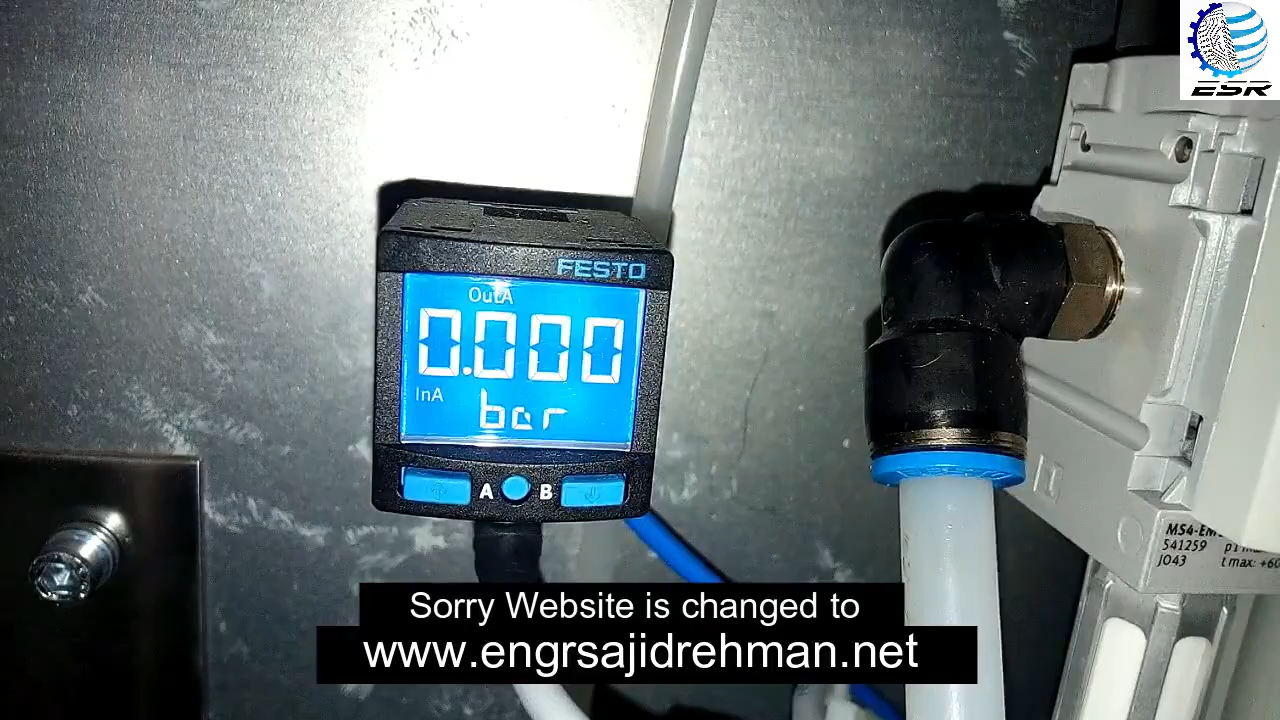 ESR
FESTO
OutA
0.000
InA
bar
A B
MS4-EM
541259 p1
J043 t max: +60
Sorry Website is changed to
www.engrsajidrehman.net